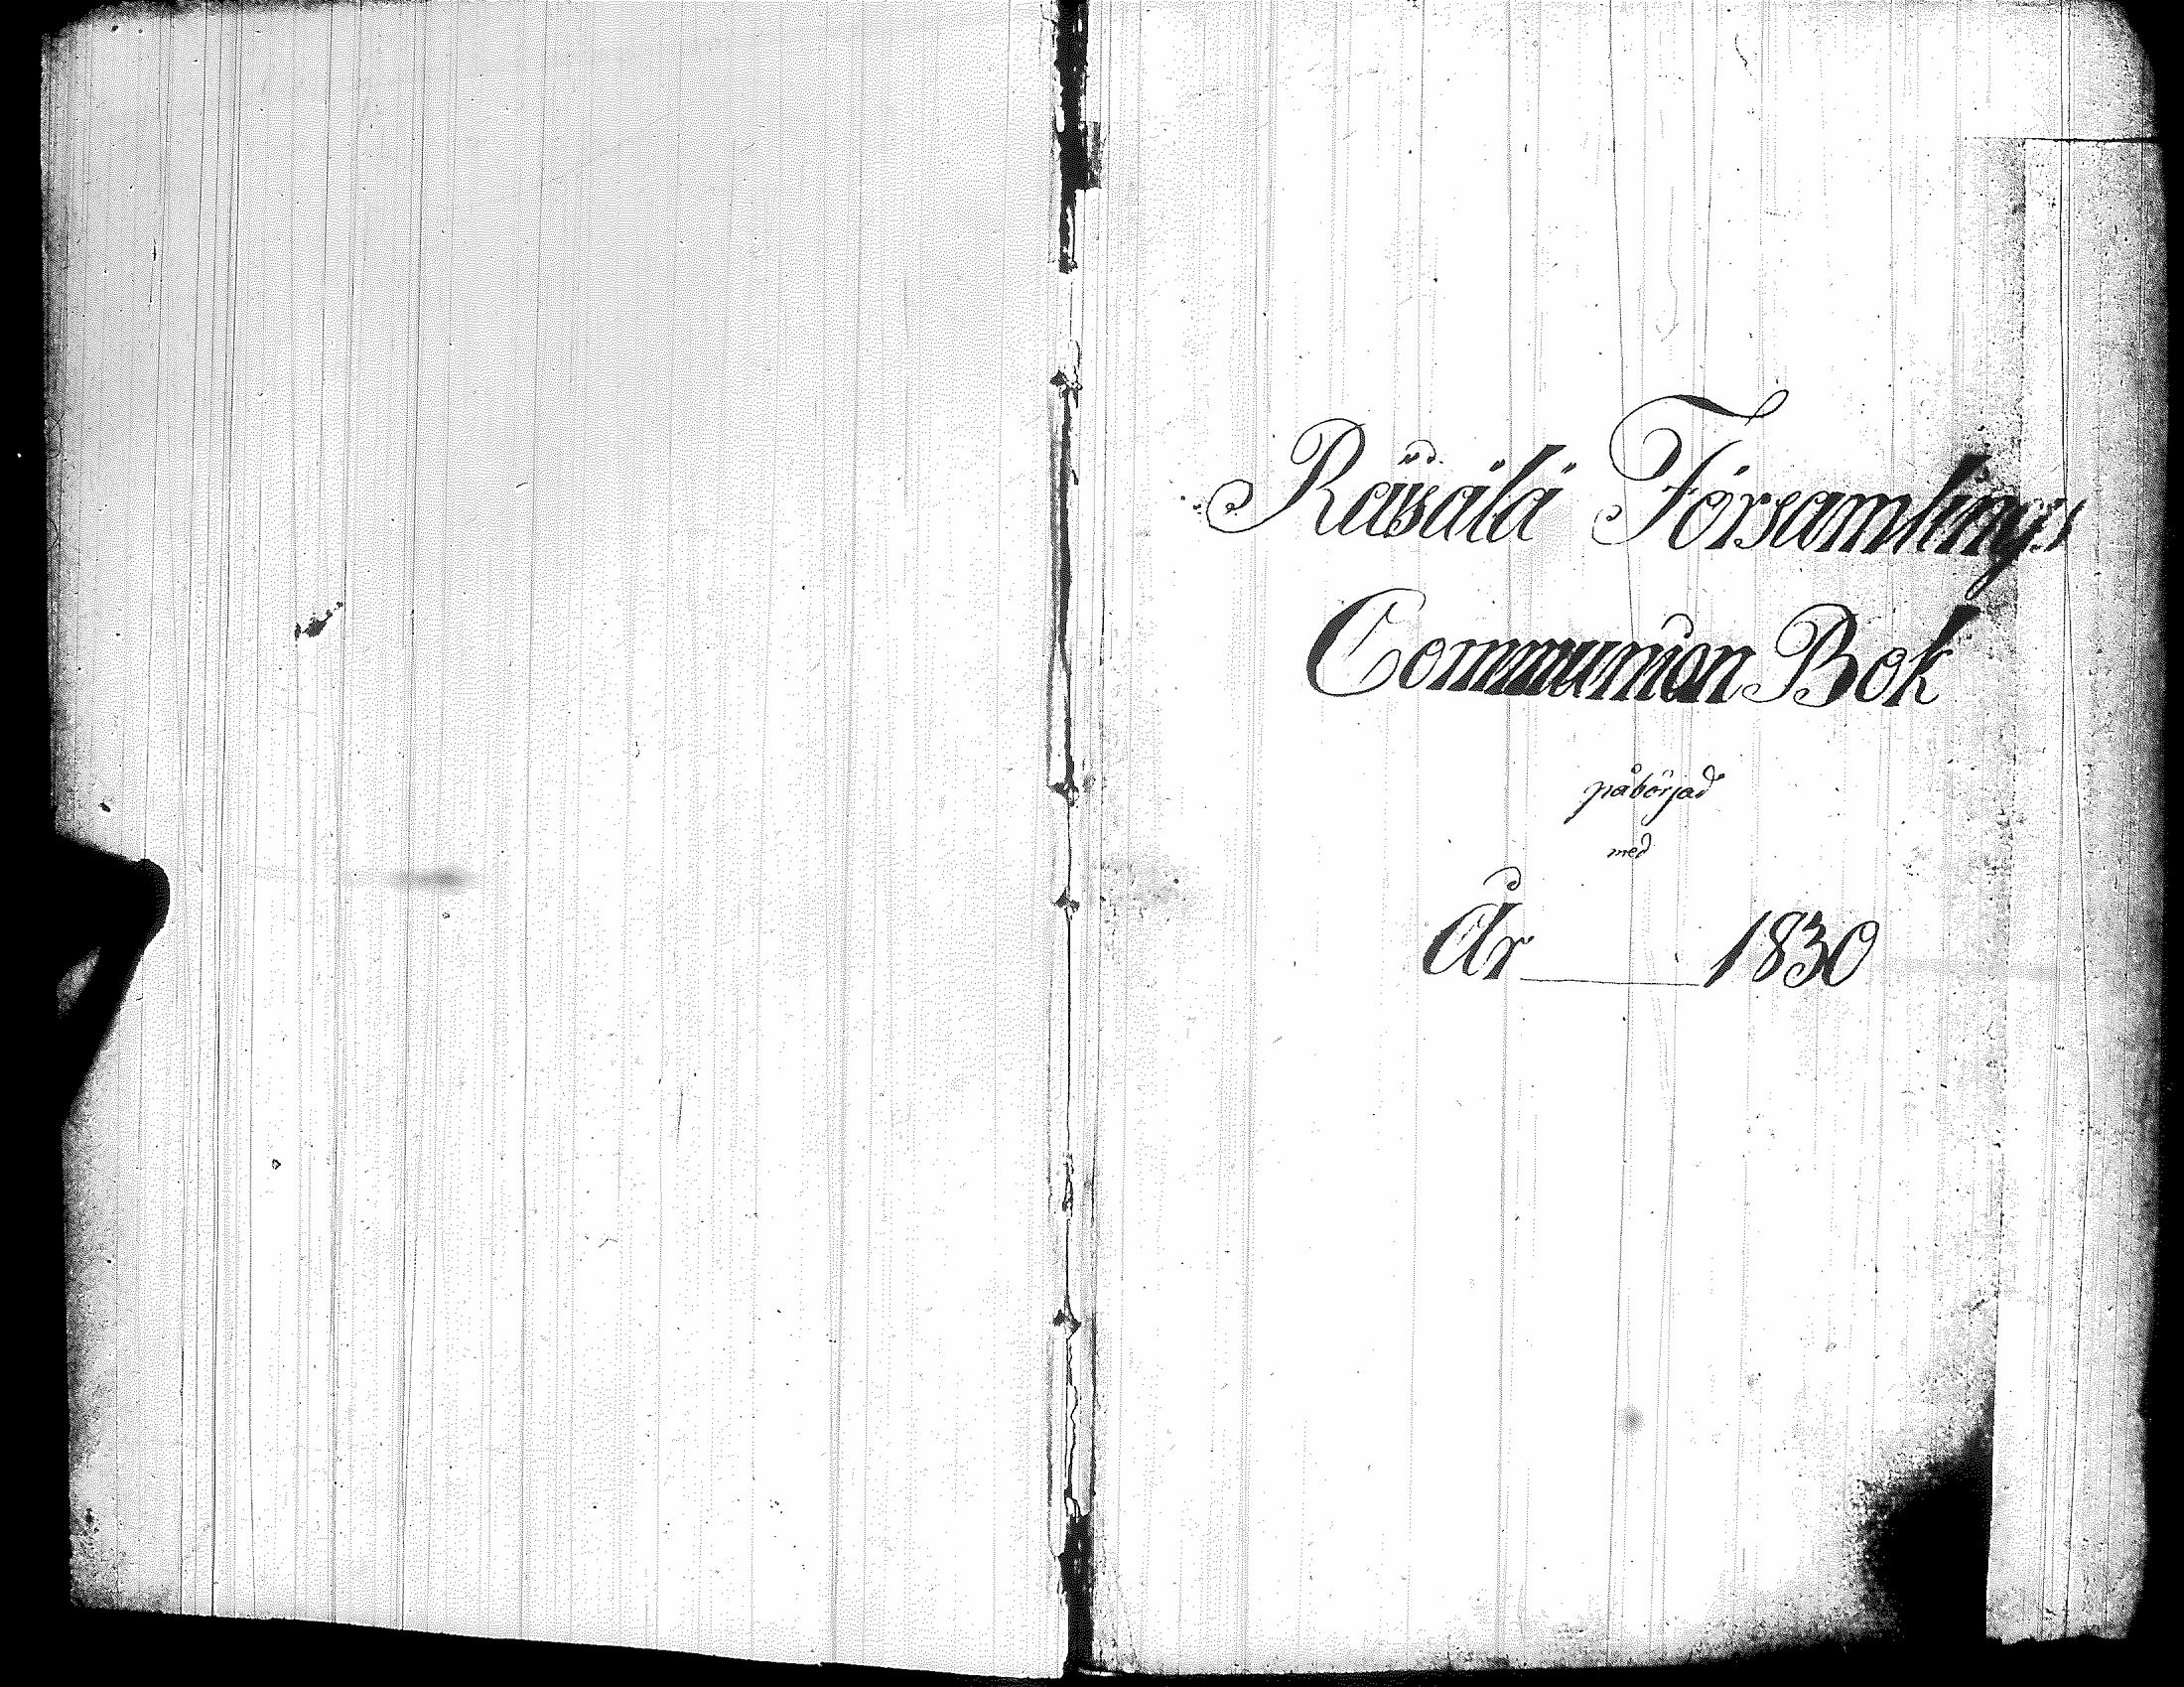 Räisälä Församlings
Communion Bok
påbörjad
med
År 1830